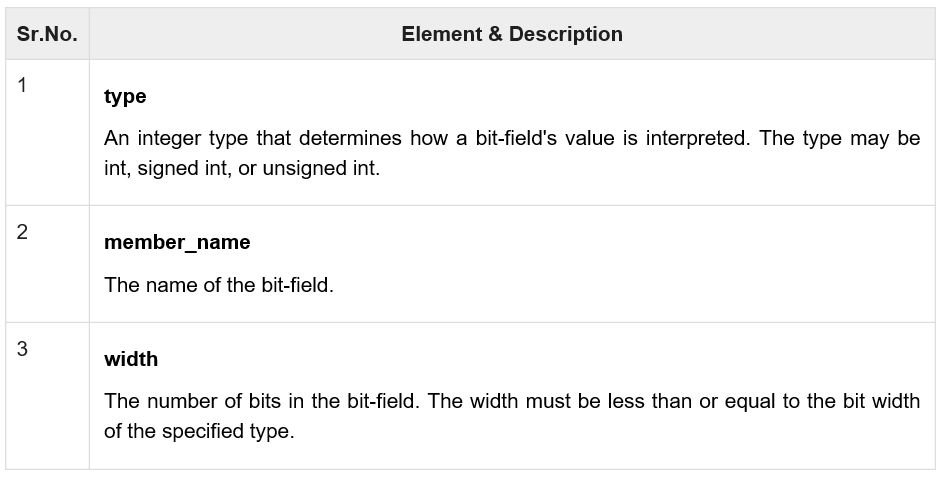 Sr.No. Element & Description
1
type
An integer type that determines how a bit-field's value is interpreted. The type may be
int, signed int, or unsigned int.
2
member_name
The name of the bit-field.
3
width
The number of bits in the bit-field. The width must be less than or equal to the bit width
of the specified type.